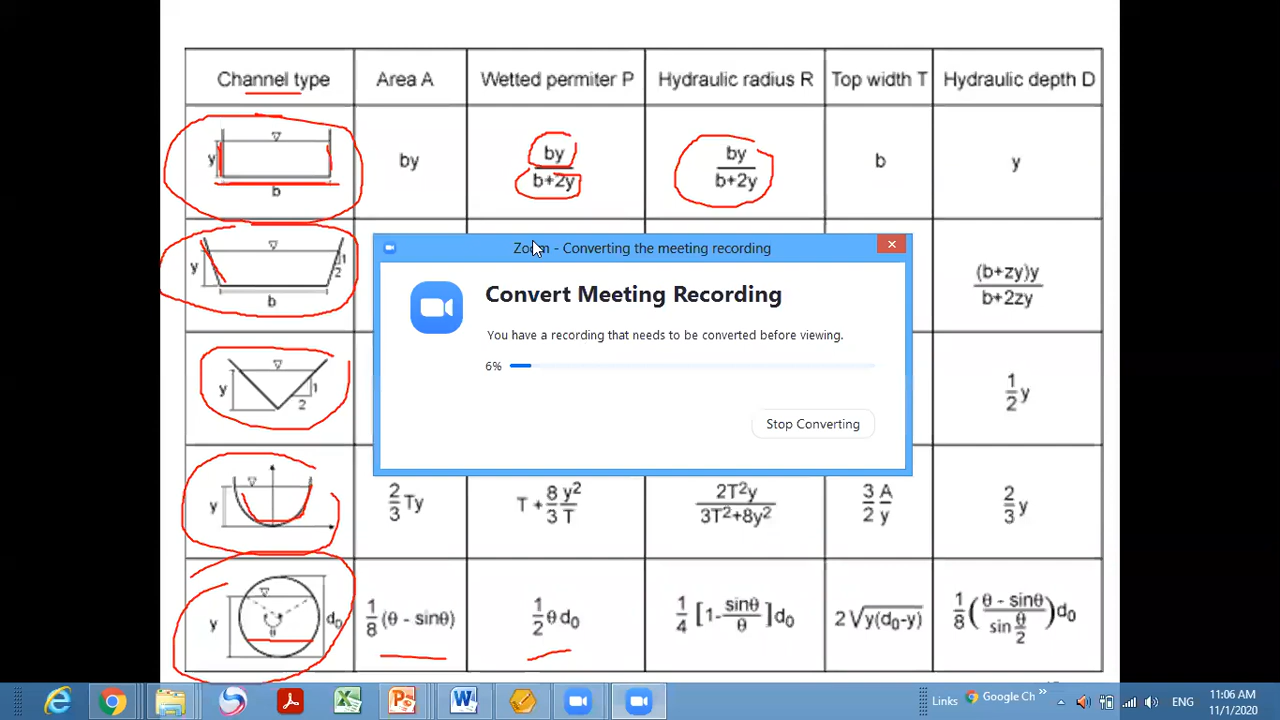 Channel type Area A Wetted permiter P Hydraulic radius R Top width T Hydraulic depth D
y b by by/b+2y by/b+2y b y
y b 1 2 (b+zy)y/b+2zy
Zoom - Converting the meeting recording
Convert Meeting Recording
You have a recording that needs to be converted before viewing.
6%
Stop Converting
y 1 2 1/2 y
y 2/3 Ty T + 8/3 y²/T 2T²y/3T²+8y² 3/2 A/y 2/3 y
y θ d₀ 1/8 (θ - sinθ) 1/2 θ d₀ 1/4 [1- sinθ/θ ]d₀ 2√y(d₀-y) 1/8 (θ - sinθ/sin θ/2)d₀
Links Google Ch ENG 11:06 AM
11/1/2020